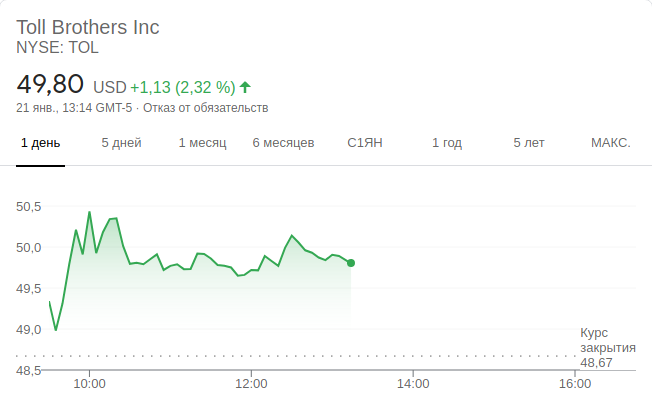 Toll Brothers Inc
NYSE: TOL
49,80 USD +1,13 (2,32 %)
21 янв., 13:14 GMT-5 · Отказ от обязательств
1 день 5 дней 1 месяц 6 месяцев С1ЯН 1 год 5 лет МАКС.
50,5
50,0
49,5
49,0
Курс
закрытия
48,67
48,5
10:00 12:00 14:00 16:00